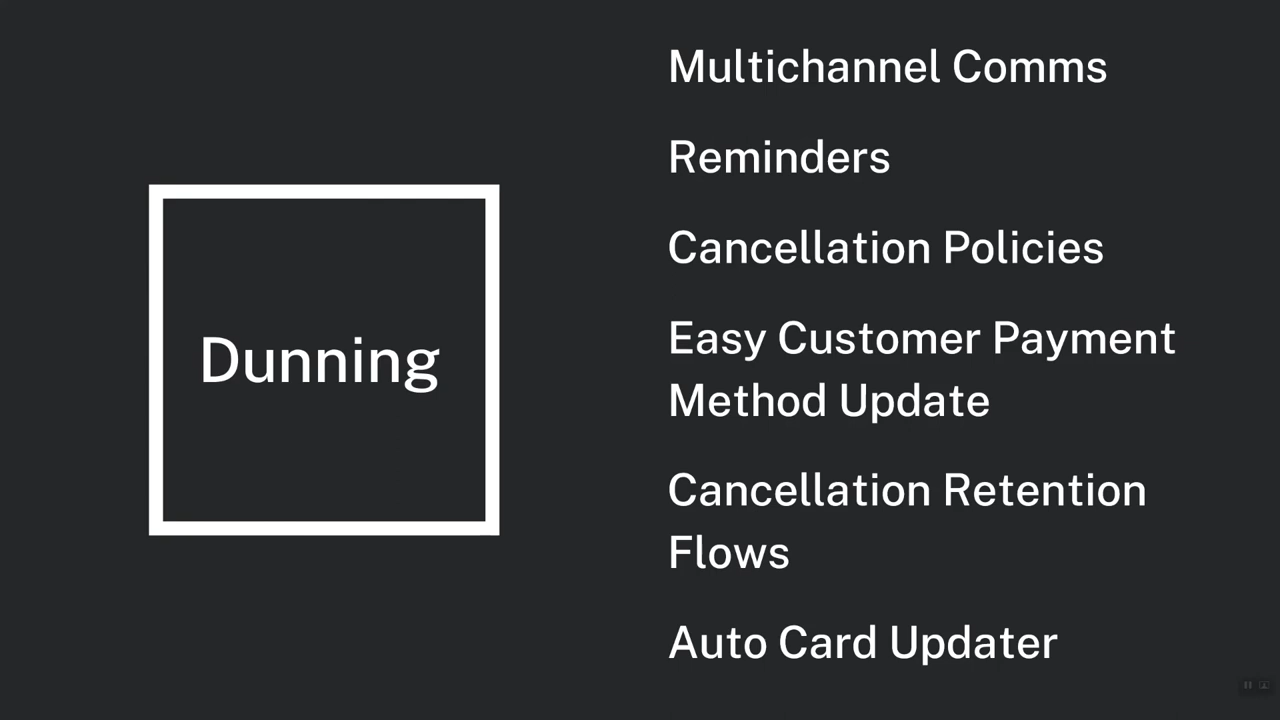 Dunning
Multichannel Comms
Reminders
Cancellation Policies
Easy Customer Payment
Method Update
Cancellation Retention
Flows
Auto Card Updater